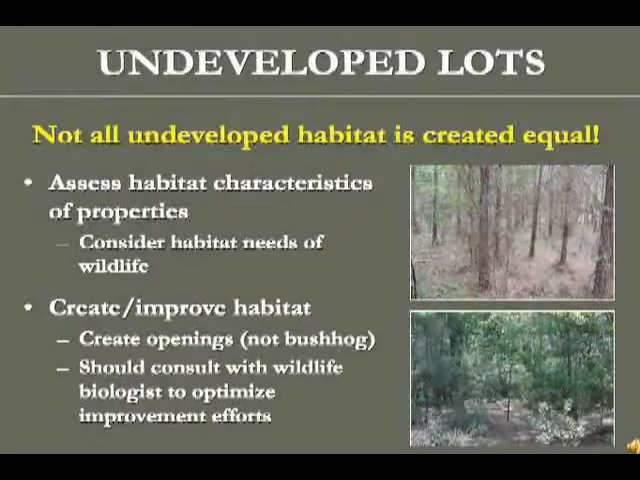 UNDEVELOPED LOTS
Not all undeveloped habitat is created equal!
• Assess habitat characteristics
of properties
– Consider habitat needs of
wildlife
• Create/improve habitat
– Create openings (not bushhog)
– Should consult with wildlife
biologist to optimize
improvement efforts